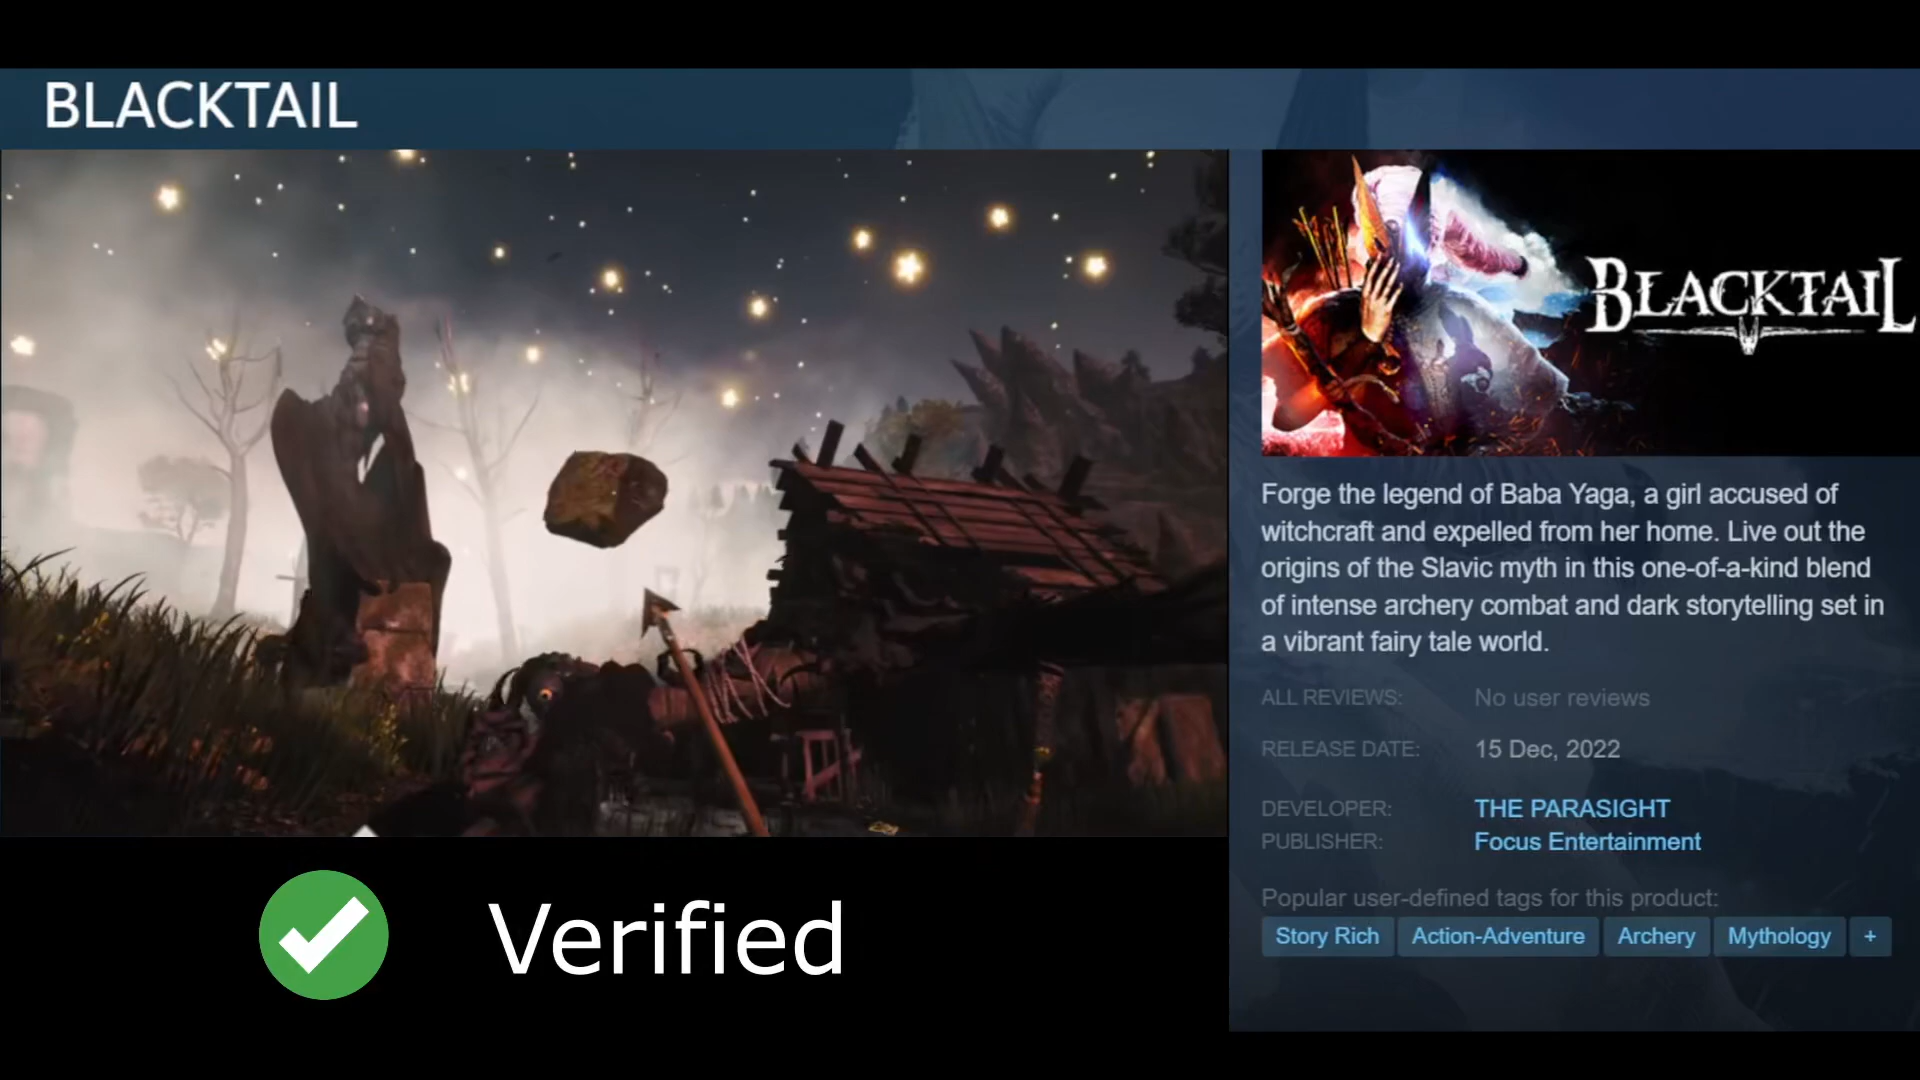 BLACKTAIL
BLACKTAIL
Forge the legend of Baba Yaga, a girl accused of
witchcraft and expelled from her home. Live out the
origins of the Slavic myth in this one-of-a-kind blend
of intense archery combat and dark storytelling set in
a vibrant fairy tale world.
ALL REVIEWS: No user reviews
RELEASE DATE: 15 Dec, 2022
DEVELOPER: THE PARASIGHT
PUBLISHER: Focus Entertainment
Popular user-defined tags for this product:
Story Rich Action-Adventure Archery Mythology +
Verified